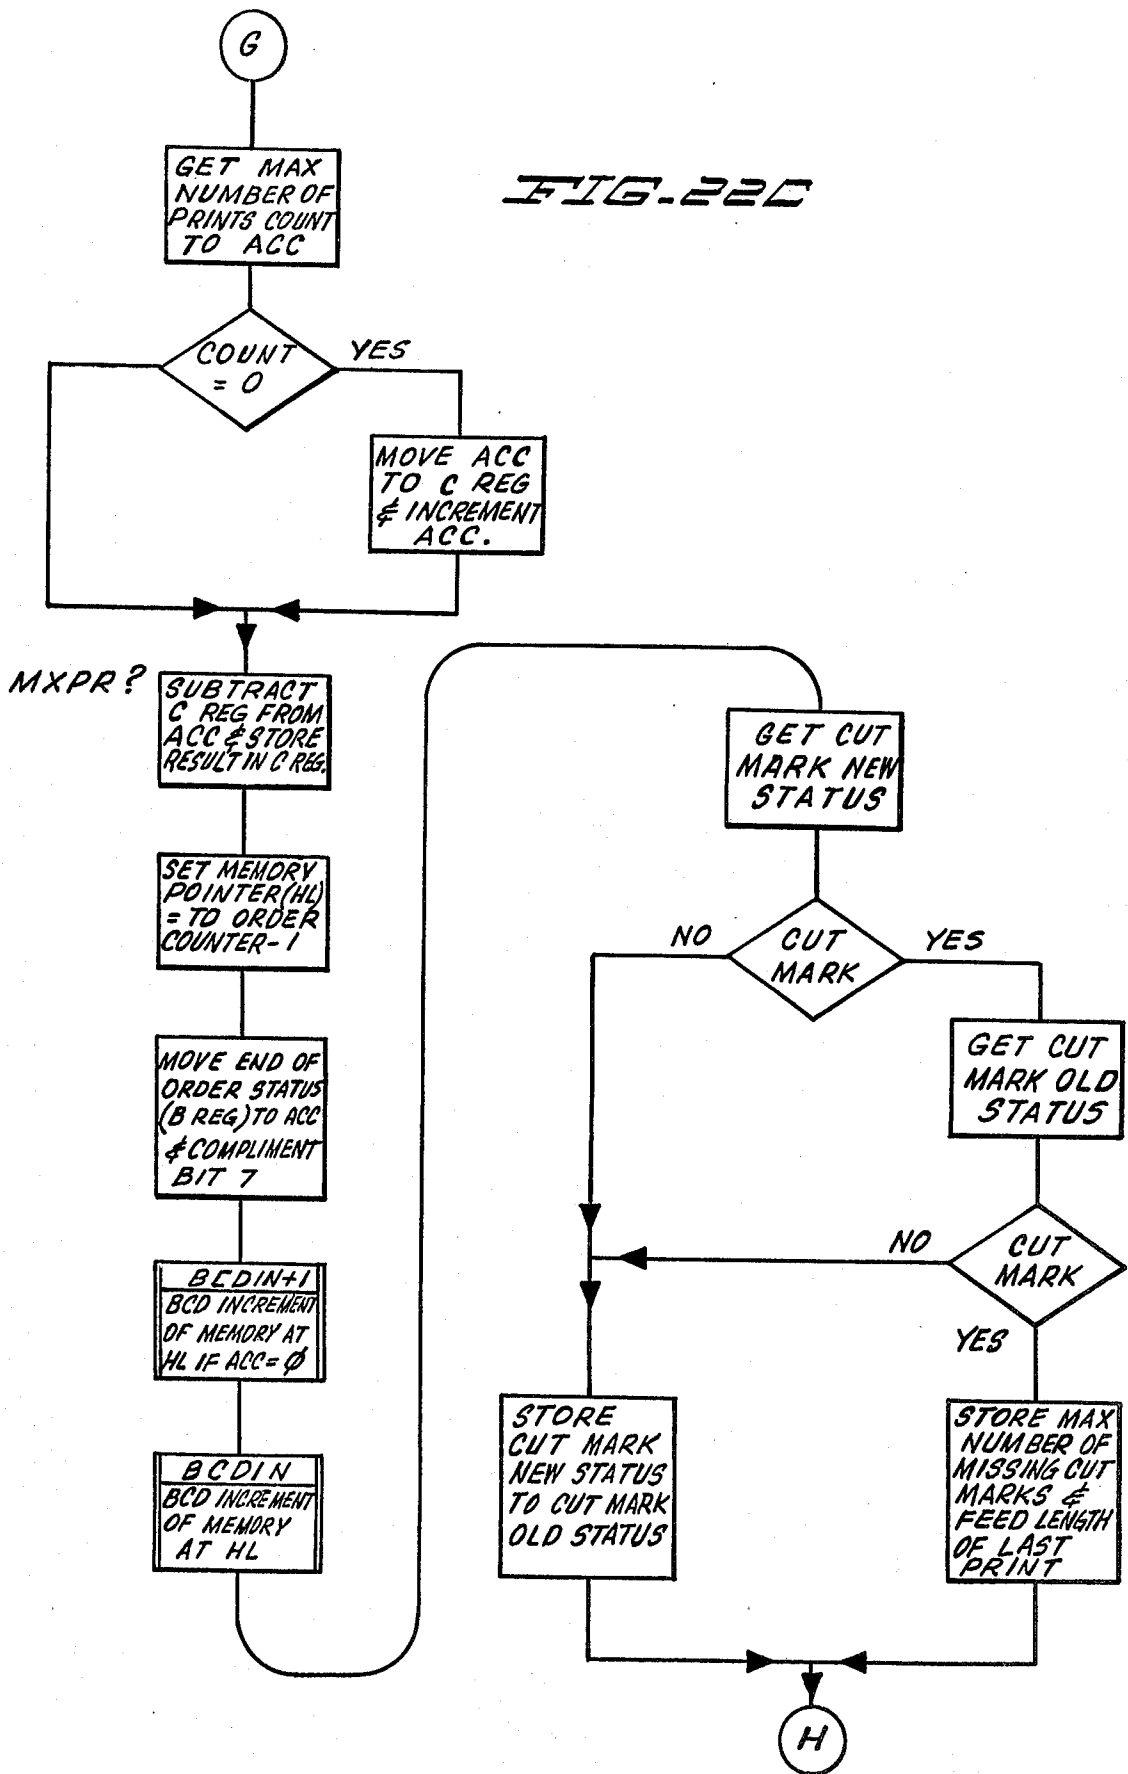 G
FIG.-22C
GET MAX
NUMBER OF
PRINTS COUNT
TO ACC
COUNT
= 0
YES
MOVE ACC
TO C REG
& INCREMENT
ACC.
MXPR?
SUBTRACT
C REG FROM
ACC & STORE
RESULT IN C REG.
SET MEMORY
POINTER (HL)
= TO ORDER
COUNTER-1
MOVE END OF
ORDER STATUS
(B REG) TO ACC
& COMPLIMENT
BIT 7
BCDIN+1
BCD INCREMENT
OF MEMORY AT
HL IF ACC=Ø
BCDIN
BCD INCREMENT
OF MEMORY
AT HL
GET CUT
MARK NEW
STATUS
CUT
MARK
NO
YES
GET CUT
MARK OLD
STATUS
CUT
MARK
NO
YES
STORE
CUT MARK
NEW STATUS
TO CUT MARK
OLD STATUS
STORE MAX
NUMBER OF
MISSING CUT
MARKS &
FEED LENGTH
OF LAST
PRINT
H